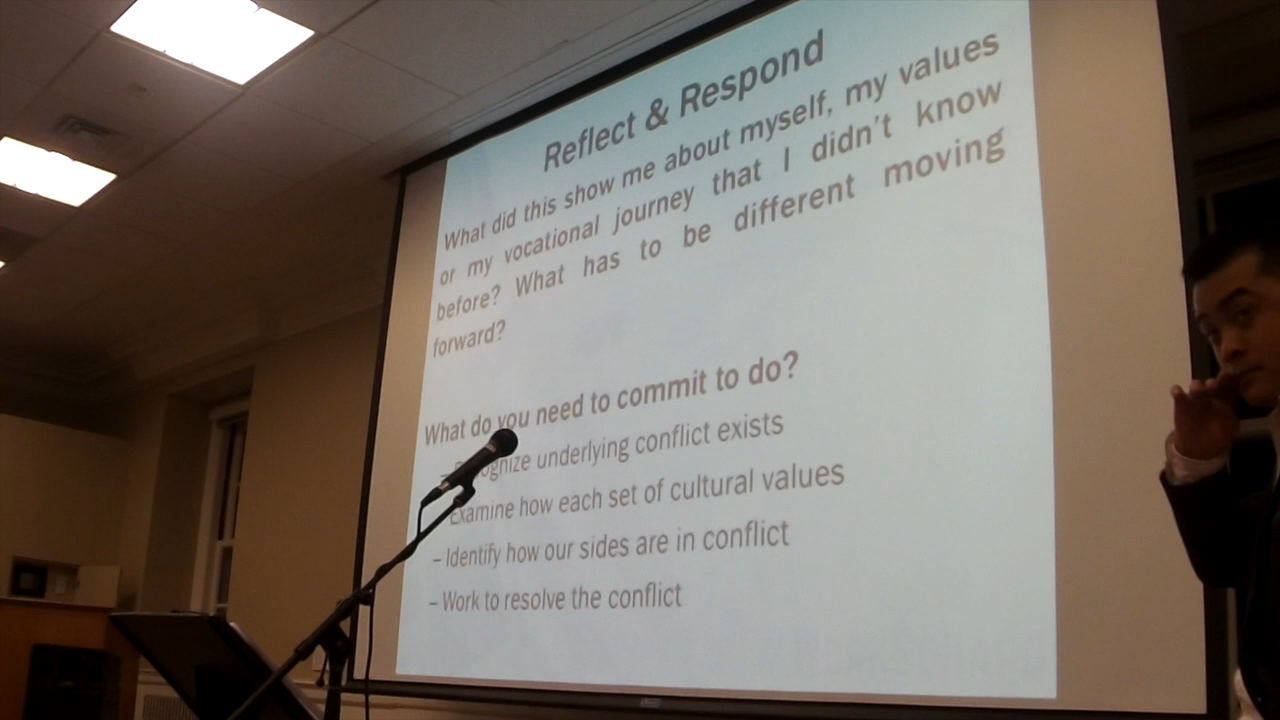 Reflect & Respond
What did this show me about myself, my values
or my vocational journey that I didn't know
before? What has to be different moving
forward?
What do you need to commit to do?
– Recognize underlying conflict exists
Examine how each set of cultural values
– Identify how our sides are in conflict
– Work to resolve the conflict